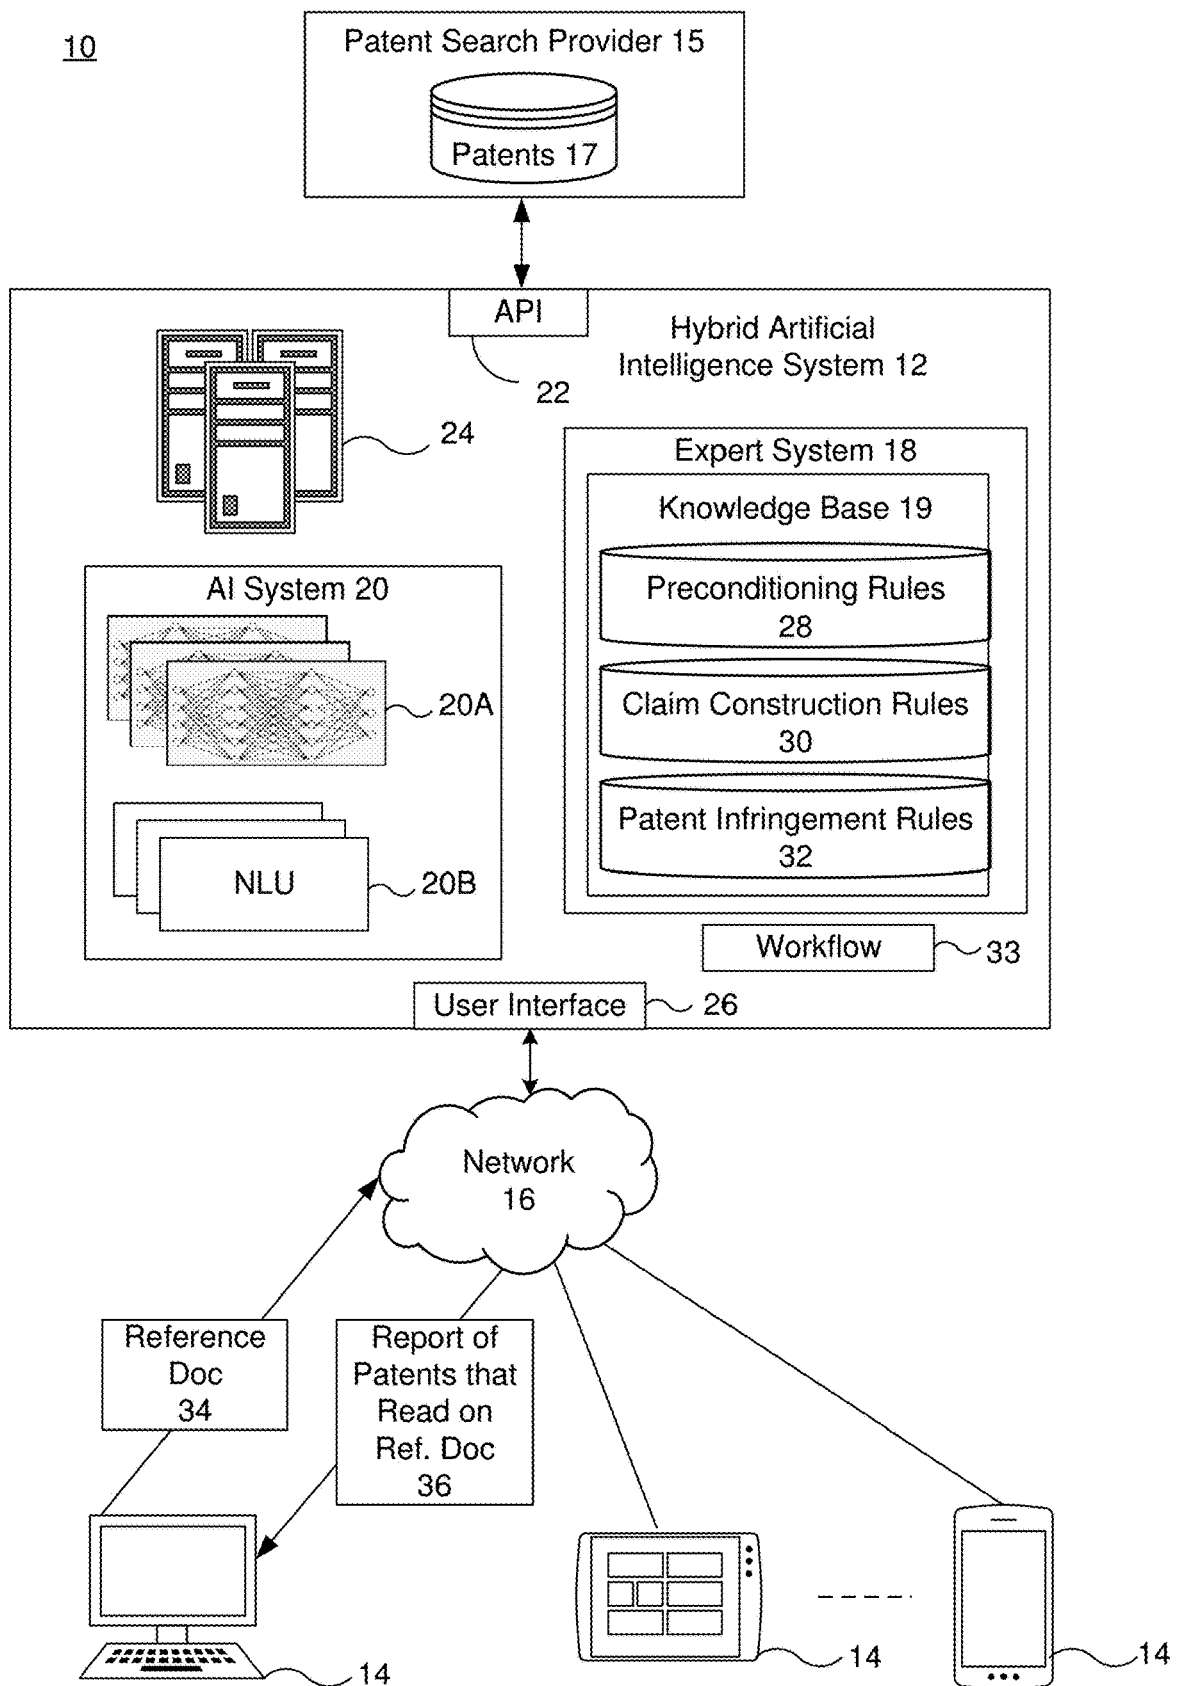 10
Patent Search Provider 15
Patents 17
API
22
Hybrid Artificial
Intelligence System 12
24
Expert System 18
Knowledge Base 19
Preconditioning Rules
28
Claim Construction Rules
30
Patent Infringement Rules
32
AI System 20
20A
NLU
20B
Workflow
33
User Interface
26
Network
16
Reference
Doc
34
Report of
Patents that
Read on
Ref. Doc
36
14
14
14